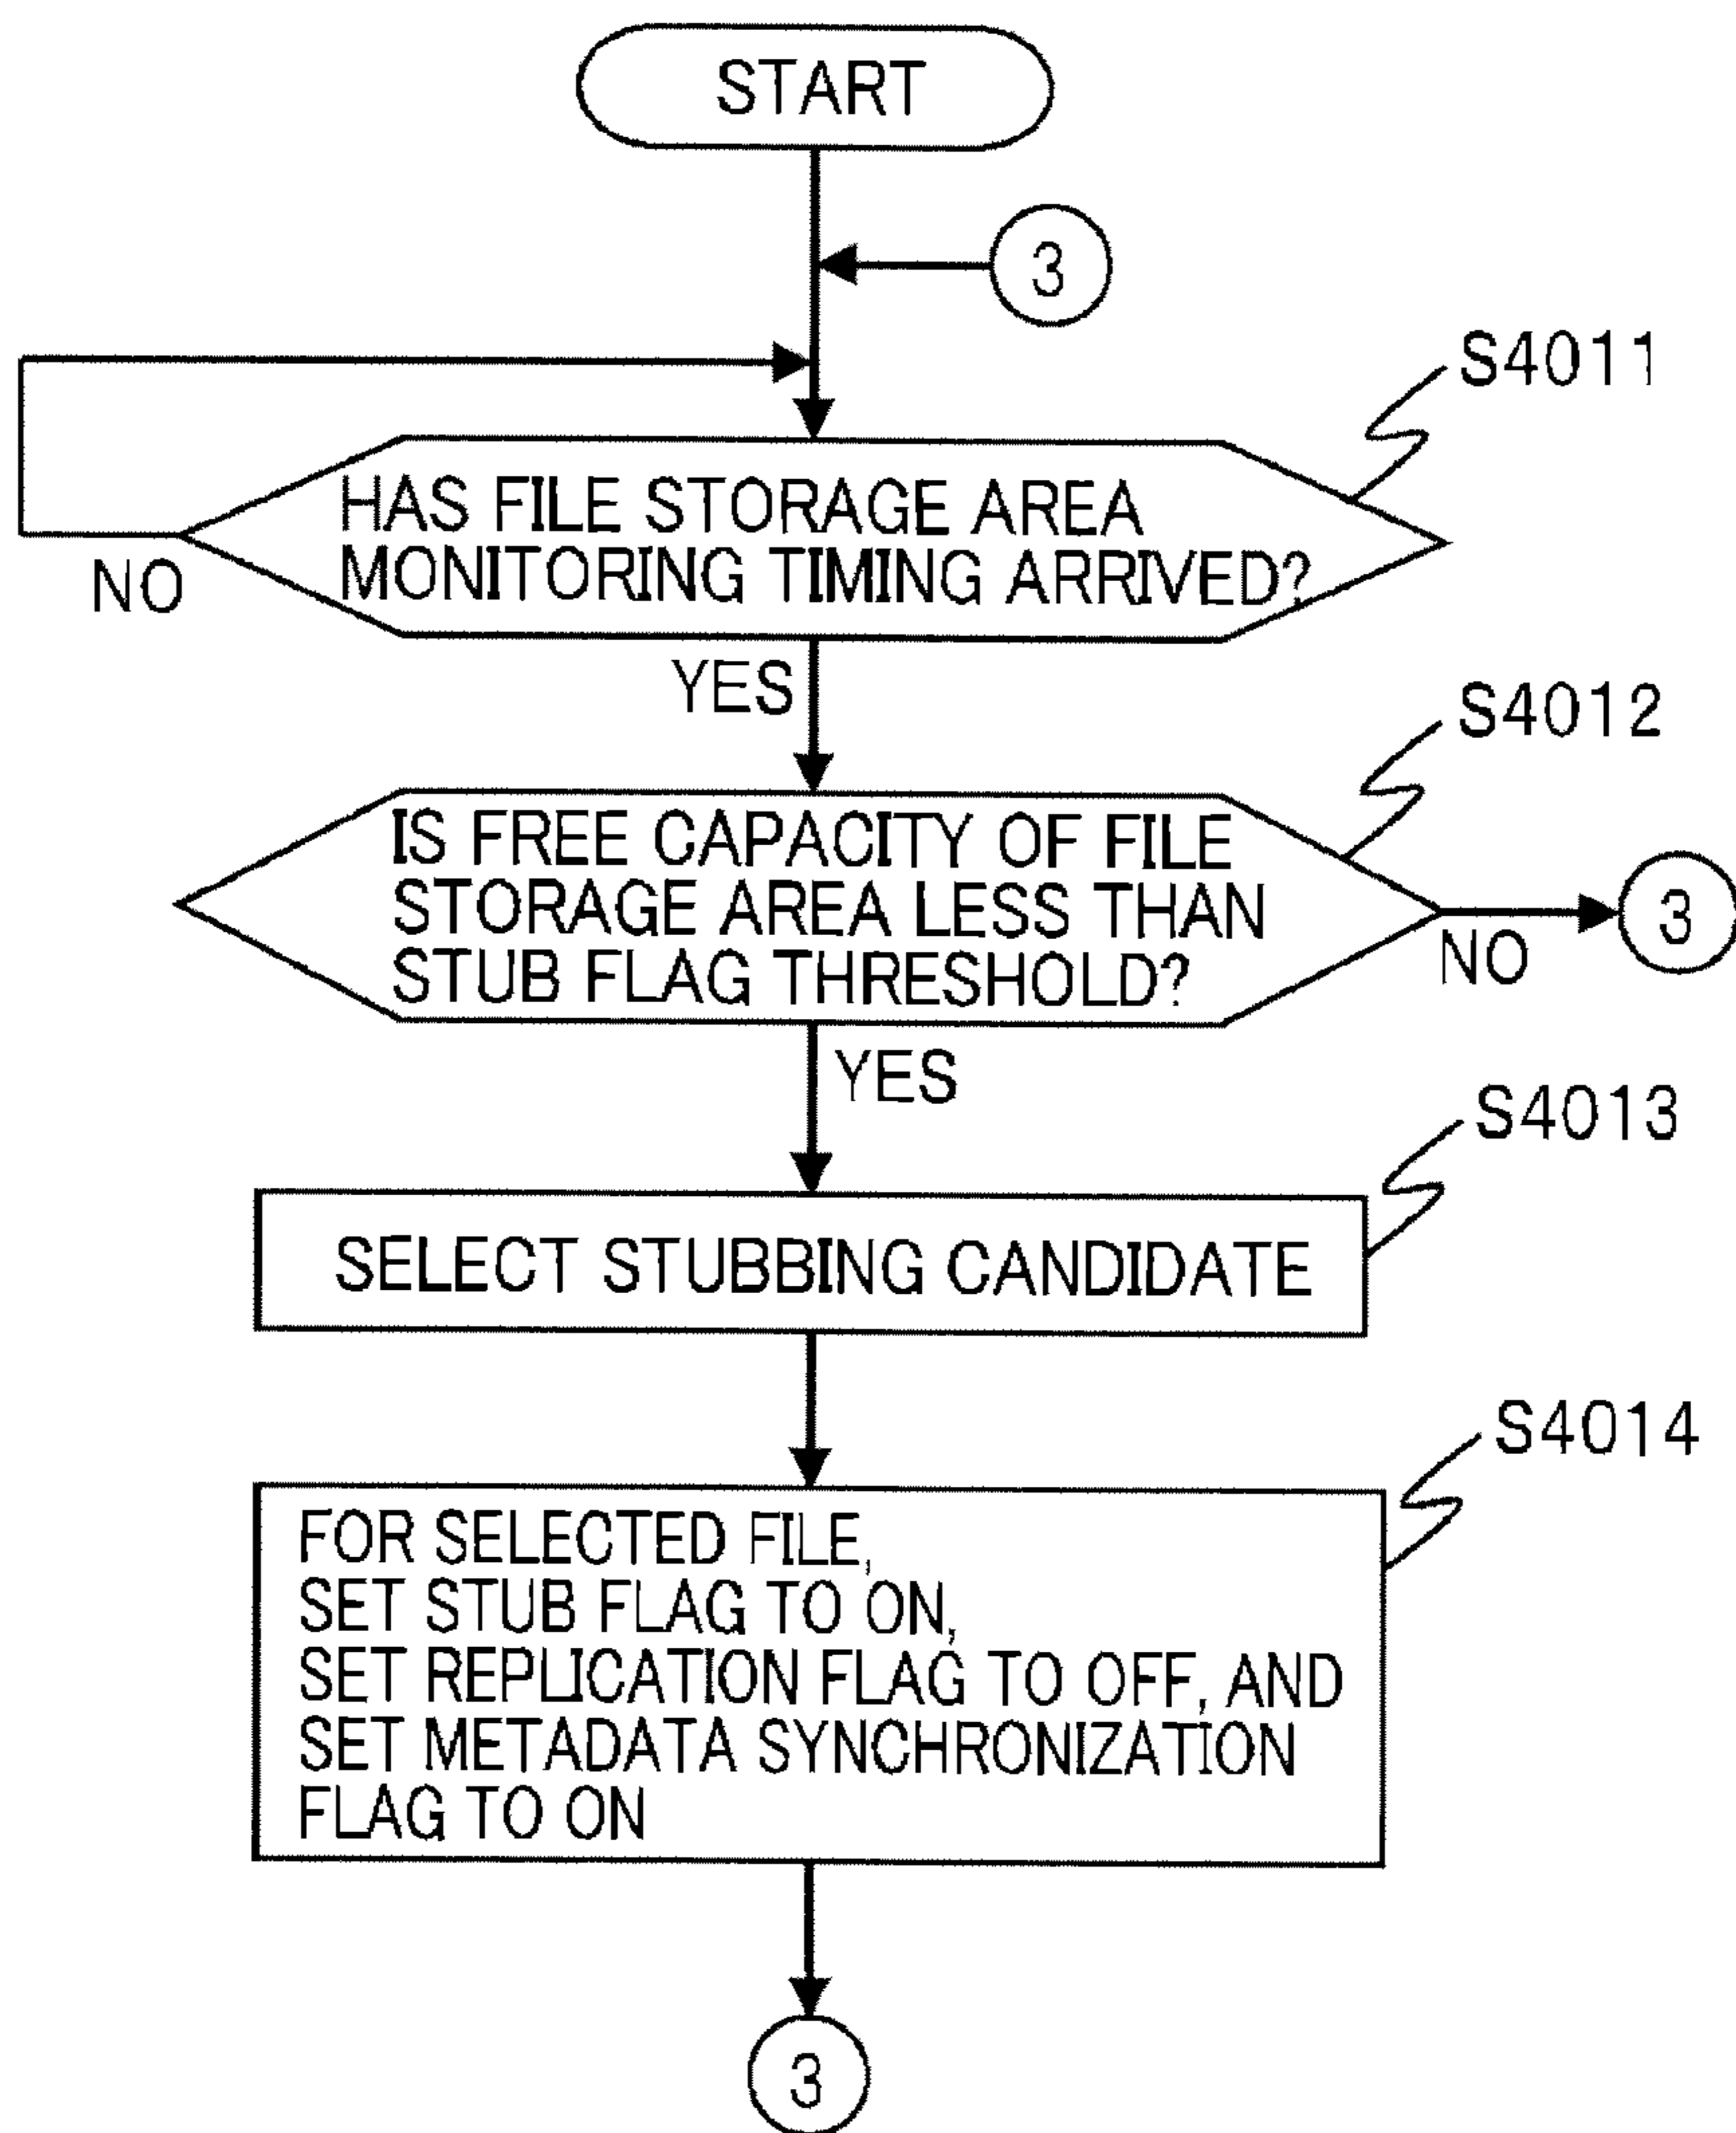 START
3
S4011
HAS FILE STORAGE AREA
MONITORING TIMING ARRIVED?
NO
YES
S4012
IS FREE CAPACITY OF FILE
STORAGE AREA LESS THAN
STUB FLAG THRESHOLD?
3
NO
YES
S4013
SELECT STUBBING CANDIDATE
S4014
FOR SELECTED FILE,
SET STUB FLAG TO ON,
SET REPLICATION FLAG TO OFF, AND
SET METADATA SYNCHRONIZATION
FLAG TO ON
3